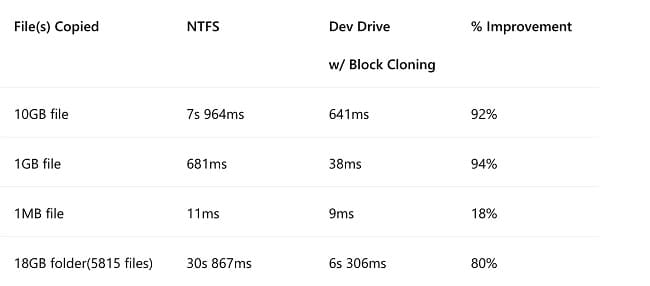 File(s) Copied NTFS Dev Drive % Improvement
w/ Block Cloning
10GB file 7s 964ms 641ms 92%
1GB file 681ms 38ms 94%
1MB file 11ms 9ms 18%
18GB folder(5815 files) 30s 867ms 6s 306ms 80%